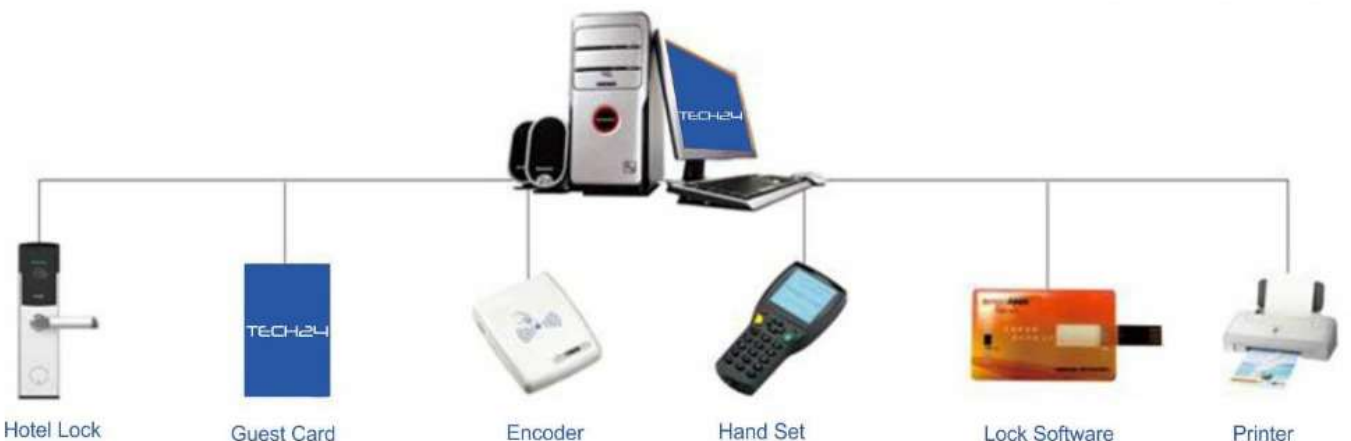 TECH24
TECH24
Hotel Lock
Guest Card
Encoder
Hand Set
Lock Software
Printer